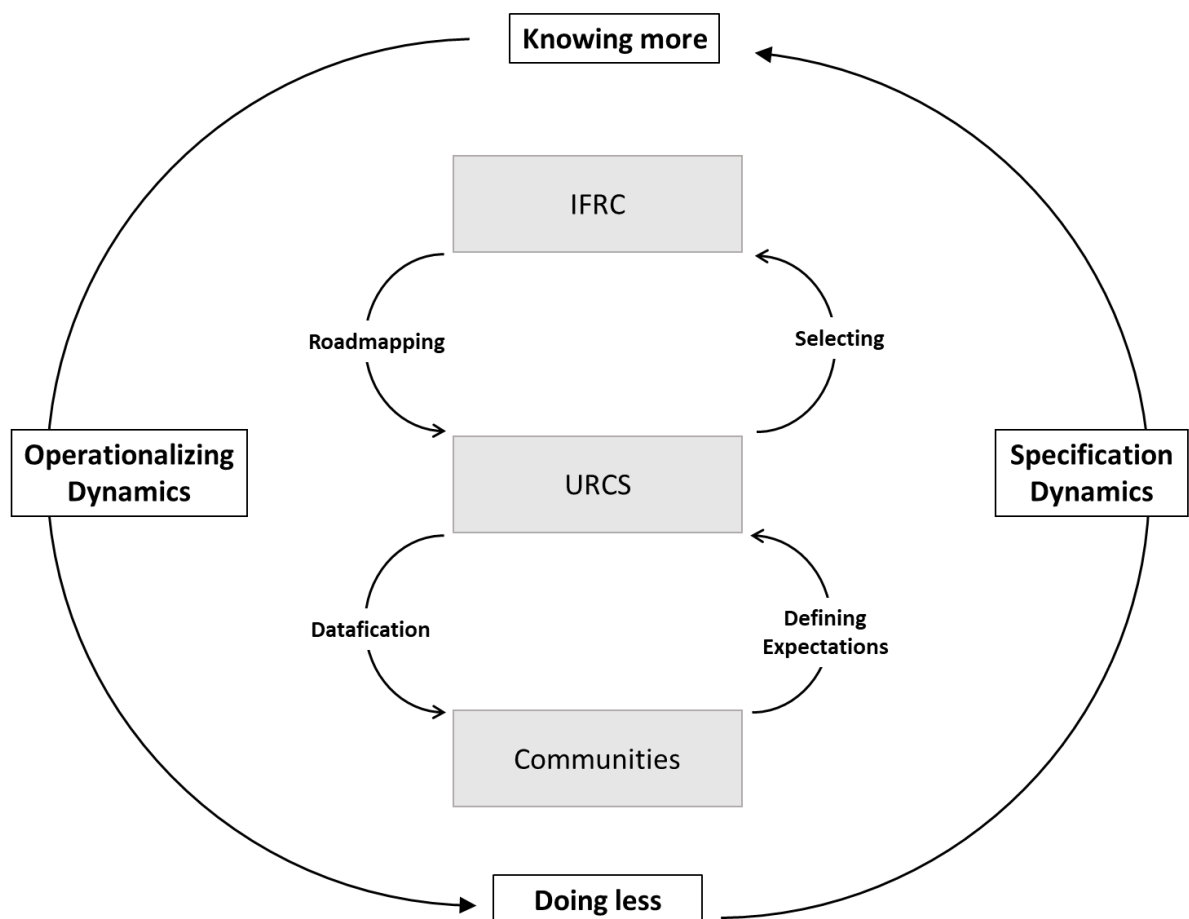 Knowing more
IFRC
Roadmapping
Selecting
Operationalizing
Dynamics
URCS
Specification
Dynamics
Datafication
Defining
Expectations
Communities
Doing less